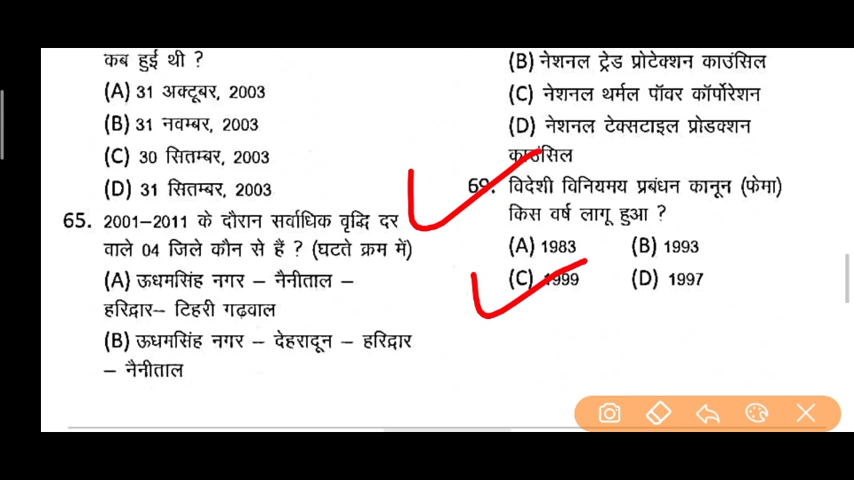 कब हुई थी ?
(A) 31 अक्टूबर, 2003
(B) 31 नवम्बर, 2003
(C) 30 सितम्बर, 2003
(D) 31 सितम्बर, 2003
65. 2001–2011 के दौरान सर्वाधिक वृद्धि दर
वाले 04 जिले कौन से हैं ? (घटते क्रम में)
(A) ऊधमसिंह नगर – नैनीताल –
हरिद्वार– टिहरी गढ़वाल
(B) ऊधमसिंह नगर – देहरादून – हरिद्वार
– नैनीताल
(B) नेशनल ट्रेड प्रोटेक्शन काउंसिल
(C) नेशनल थर्मल पॉवर कॉर्पोरेशन
(D) नेशनल टेक्सटाइल प्रोडक्शन
काउंसिल
69. विदेशी विनियमय प्रबंधन कानून (फेमा)
किस वर्ष लागू हुआ ?
(A) 1983 (B) 1993
(C) 1999 (D) 1997